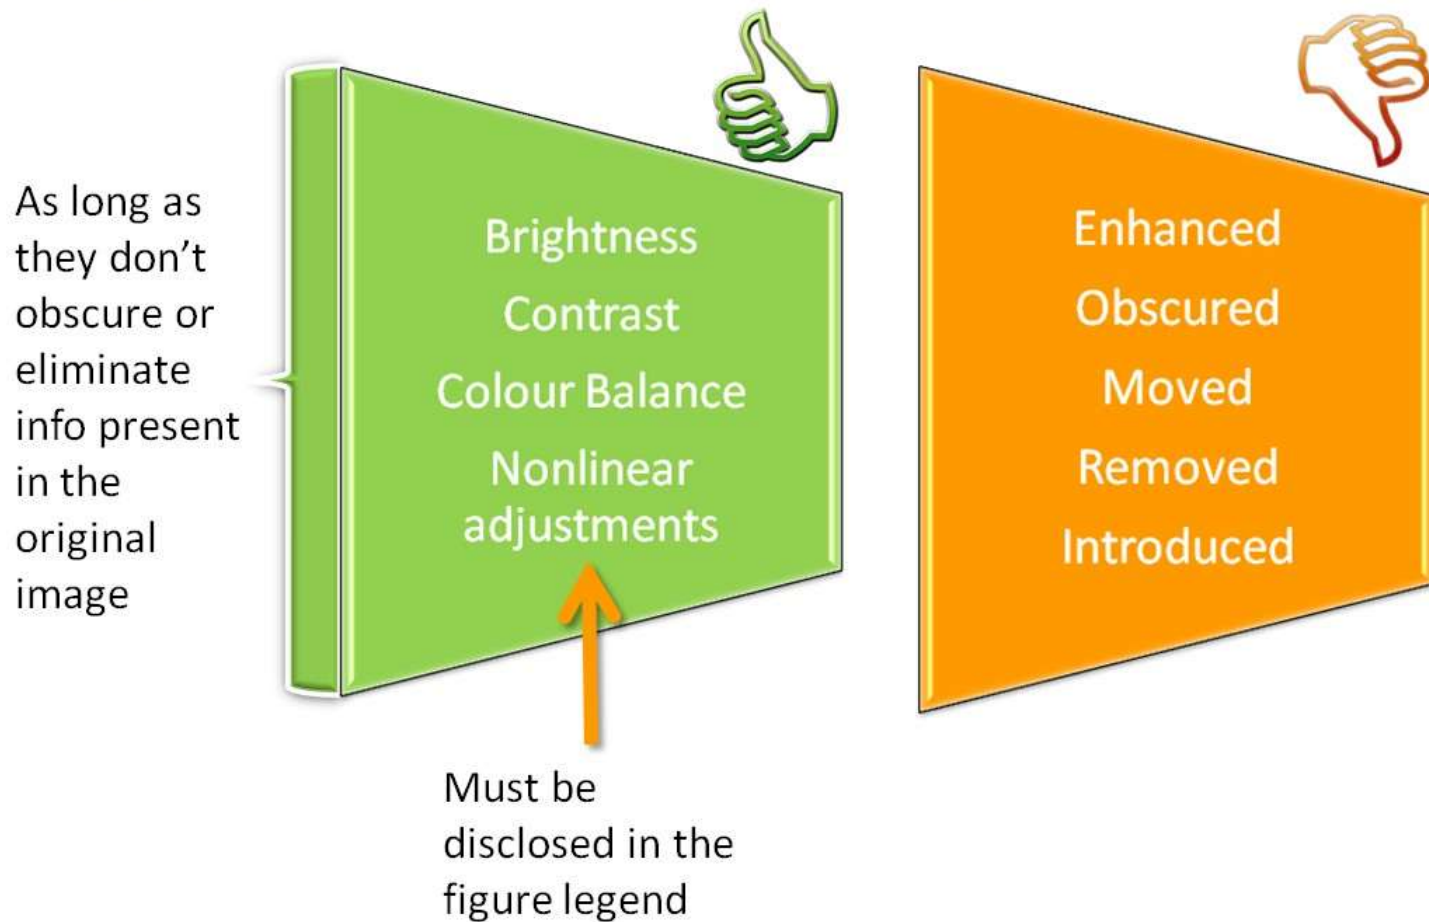 As long as
they don’t
obscure or
eliminate
info present
in the
original
image
Brightness
Contrast
Colour Balance
Nonlinear
adjustments
Must be
disclosed in the
figure legend
Enhanced
Obscured
Moved
Removed
Introduced